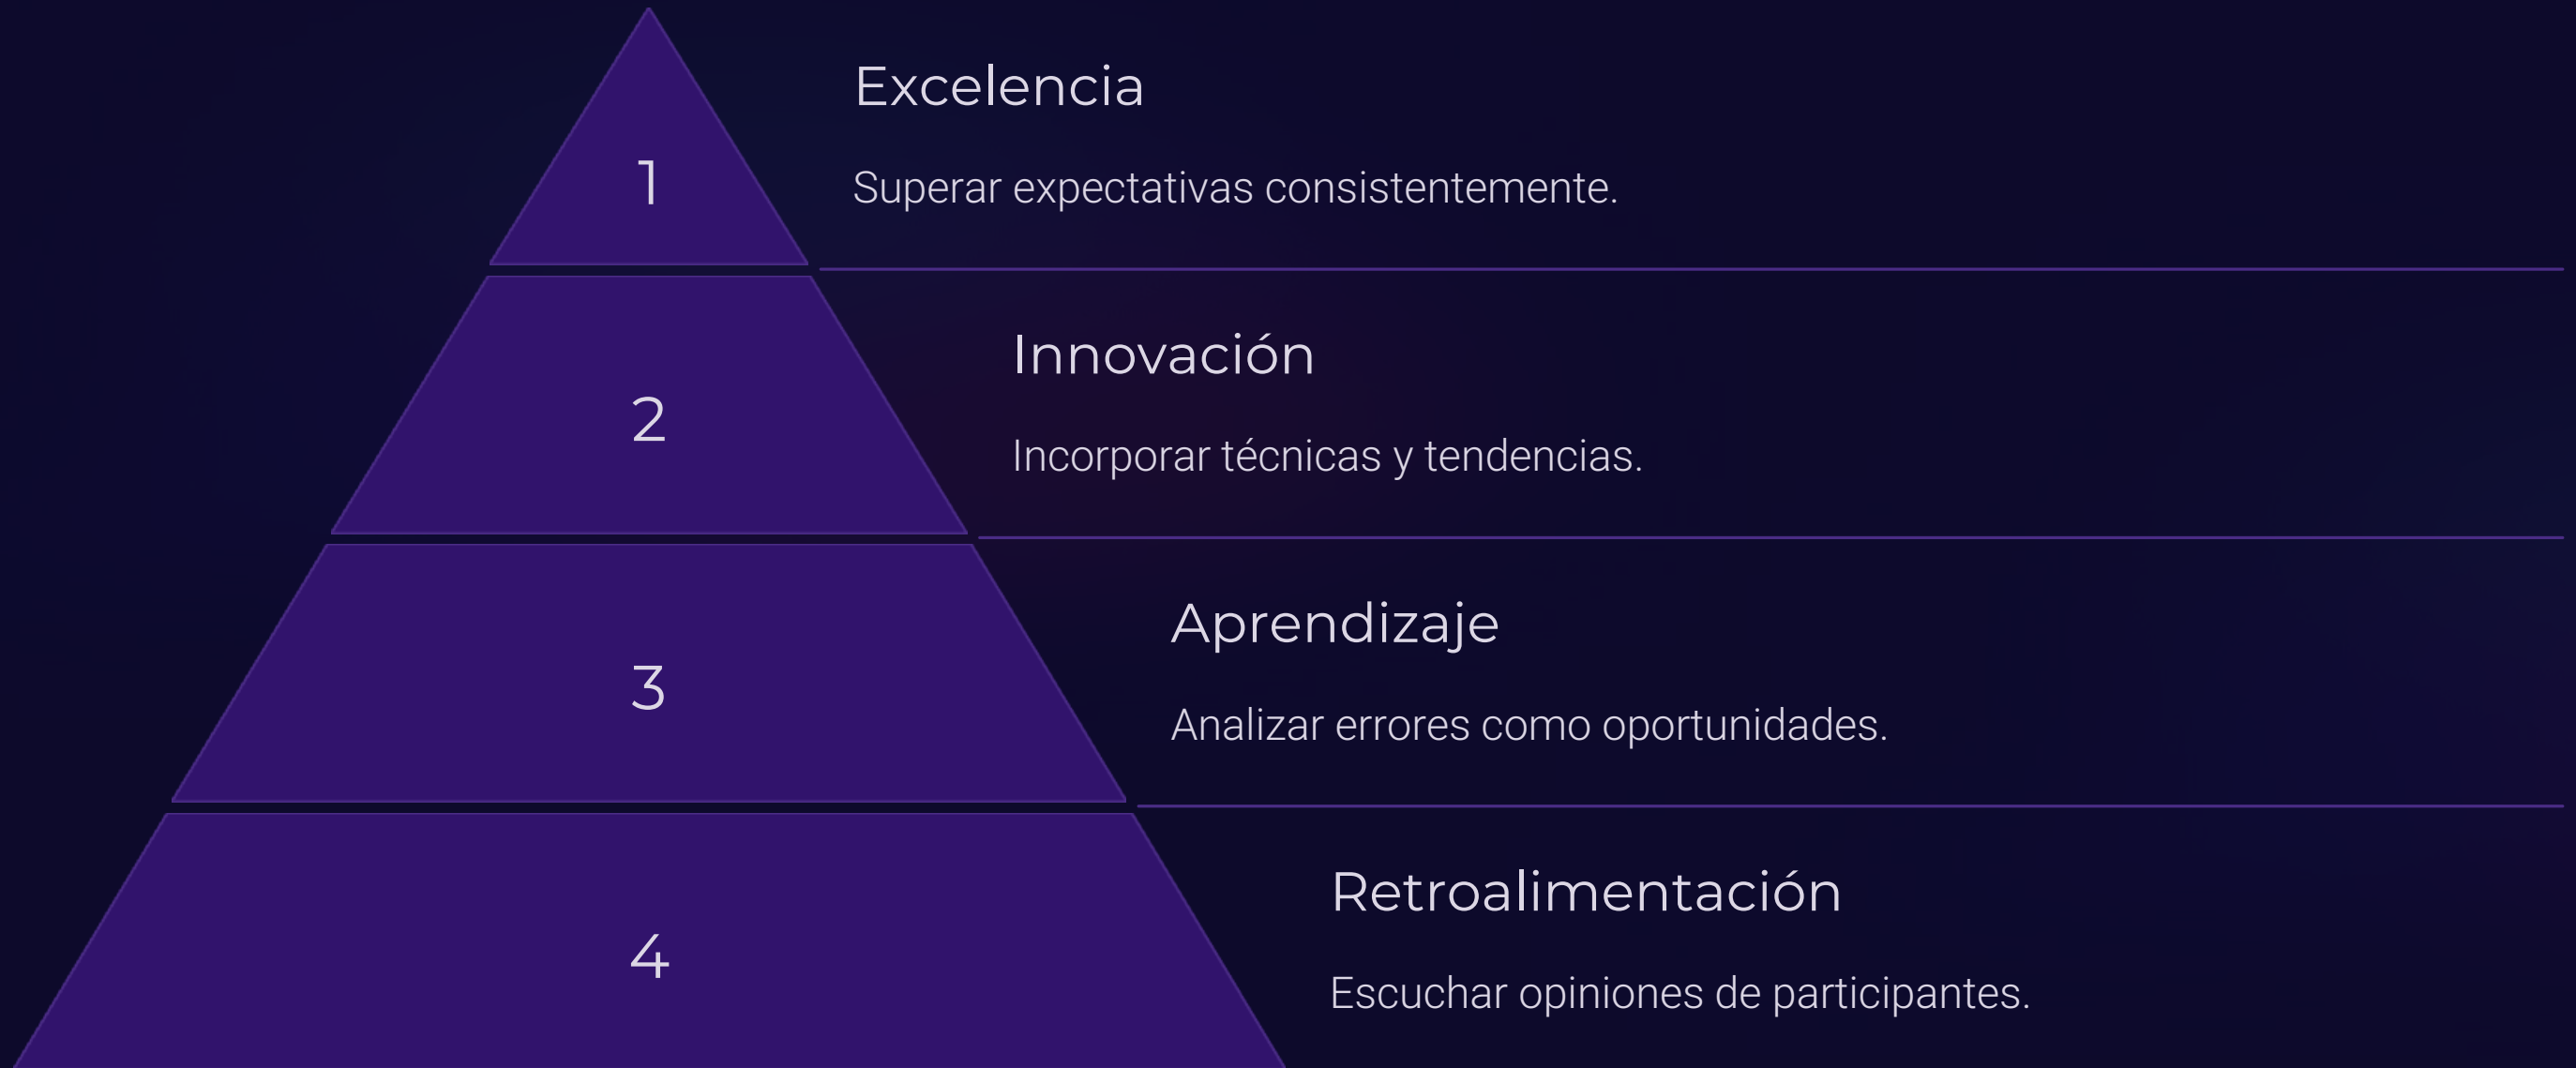 1
Excelencia
Superar expectativas consistentemente.
2
Innovación
Incorporar técnicas y tendencias.
3
Aprendizaje
Analizar errores como oportunidades.
4
Retroalimentación
Escuchar opiniones de participantes.